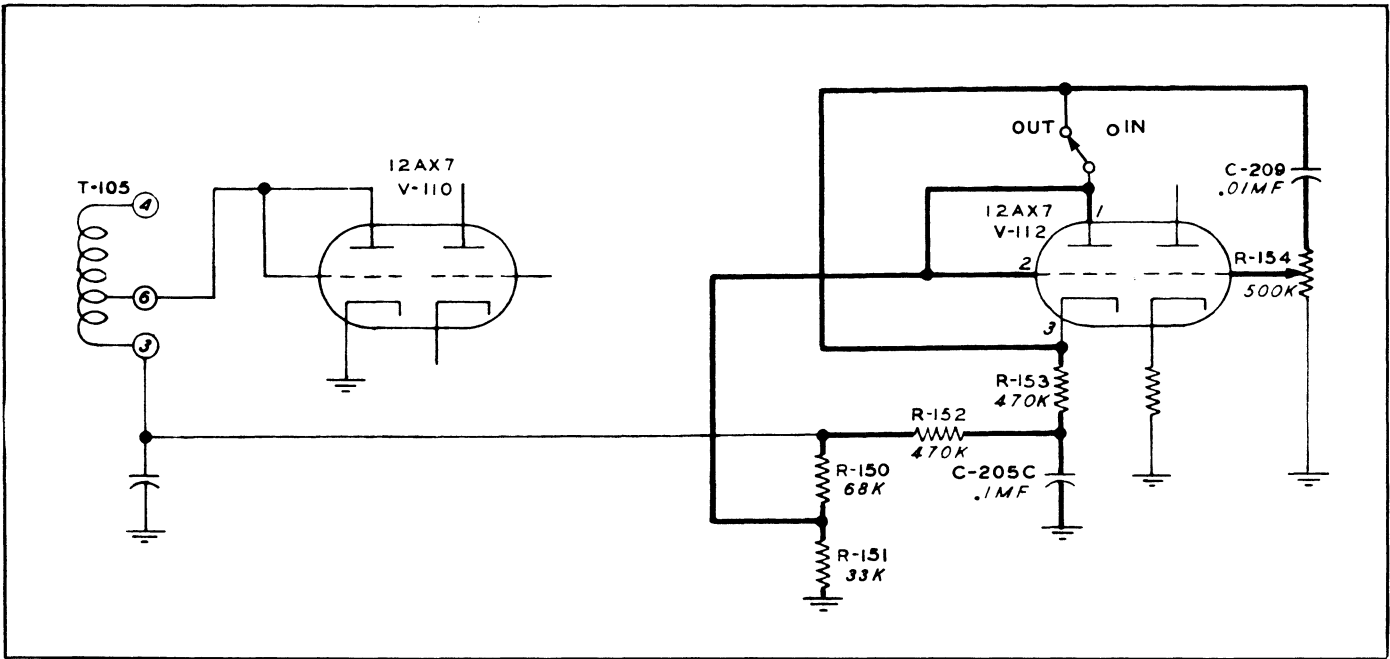 T-105
4
6
3
12AX7
V-110
OUT
IN
C-209
.01MF
12AX7
V-112
1
2
3
R-154
500K
R-153
470K
R-152
470K
R-150
68K
C-205C
.1MF
R-151
33K